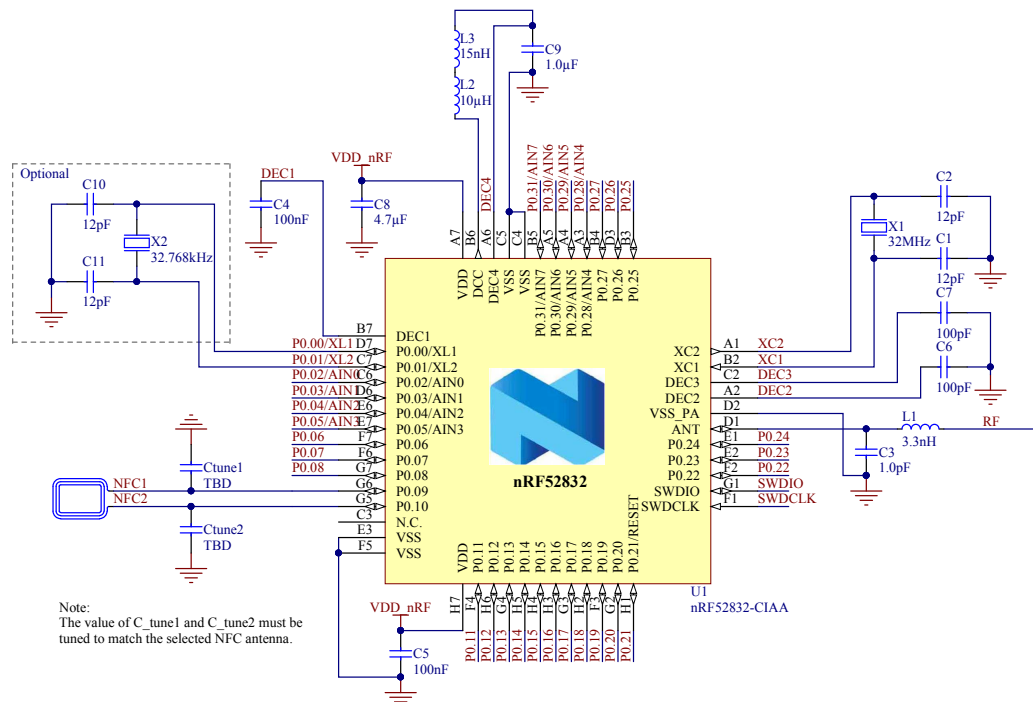 L3
15nH
L2
10µH
C9
1.0µF
VDD_nRF
DEC1
C4
100nF
C8
4.7µF
DEC4
Optional
C10
12pF
X2
32.768kHz
C11
12pF
P0.31/AIN7
P0.30/AIN6
P0.29/AIN5
P0.28/AIN4
P0.27
P0.26
P0.25
A7
B6
A6
C5
C4
B5
A5
A4
A3
B4
D3
B3
C2
12pF
X1
32MHz
C1
12pF
C7
100pF
C6
100pF
VDD
DCC
DEC4
VSS
VSS
P0.31/AIN7
P0.30/AIN6
P0.29/AIN5
P0.28/AIN4
P0.27
P0.26
P0.25
B7 DEC1
P0.00/XL1 D7 P0.00/XL1
P0.01/XL2 C7 P0.01/XL2
P0.02/AIN0 C6 P0.02/AIN0
P0.03/AIN1 D6 P0.03/AIN1
P0.04/AIN2 E6 P0.04/AIN2
P0.05/AIN3 E7 P0.05/AIN3
P0.06 F7 P0.06
P0.07 F6 P0.07
P0.08 G7 P0.08
NFC1 G6 P0.09
NFC2 G5 P0.10
C3 N.C.
E3 VSS
F5 VSS
XC2 A1 XC2
XC1 B2 XC1
DEC3 C2 DEC3
DEC2 A2 DEC2
VSS_PA D2
ANT D1
P0.24 E1 P0.24
P0.23 E2 P0.23
P0.22 F2 P0.22
SWDIO G1 SWDIO
SWDCLK F1 SWDCLK
L1
3.3nH
RF
C3
1.0pF
nRF52832
Ctune1
TBD
Ctune2
TBD
VDD
P0.11
P0.12
P0.13
P0.14
P0.15
P0.16
P0.17
P0.18
P0.19
P0.20
P0.21/RESET
U1
nRF52832-CIAA
H7
F4
H6
G4
H5
H4
H3
G3
H2
F3
G2
H1
P0.11
P0.12
P0.13
P0.14
P0.15
P0.16
P0.17
P0.18
P0.19
P0.20
P0.21
VDD_nRF
C5
100nF
Note:
The value of C_tune1 and C_tune2 must be
tuned to match the selected NFC antenna.